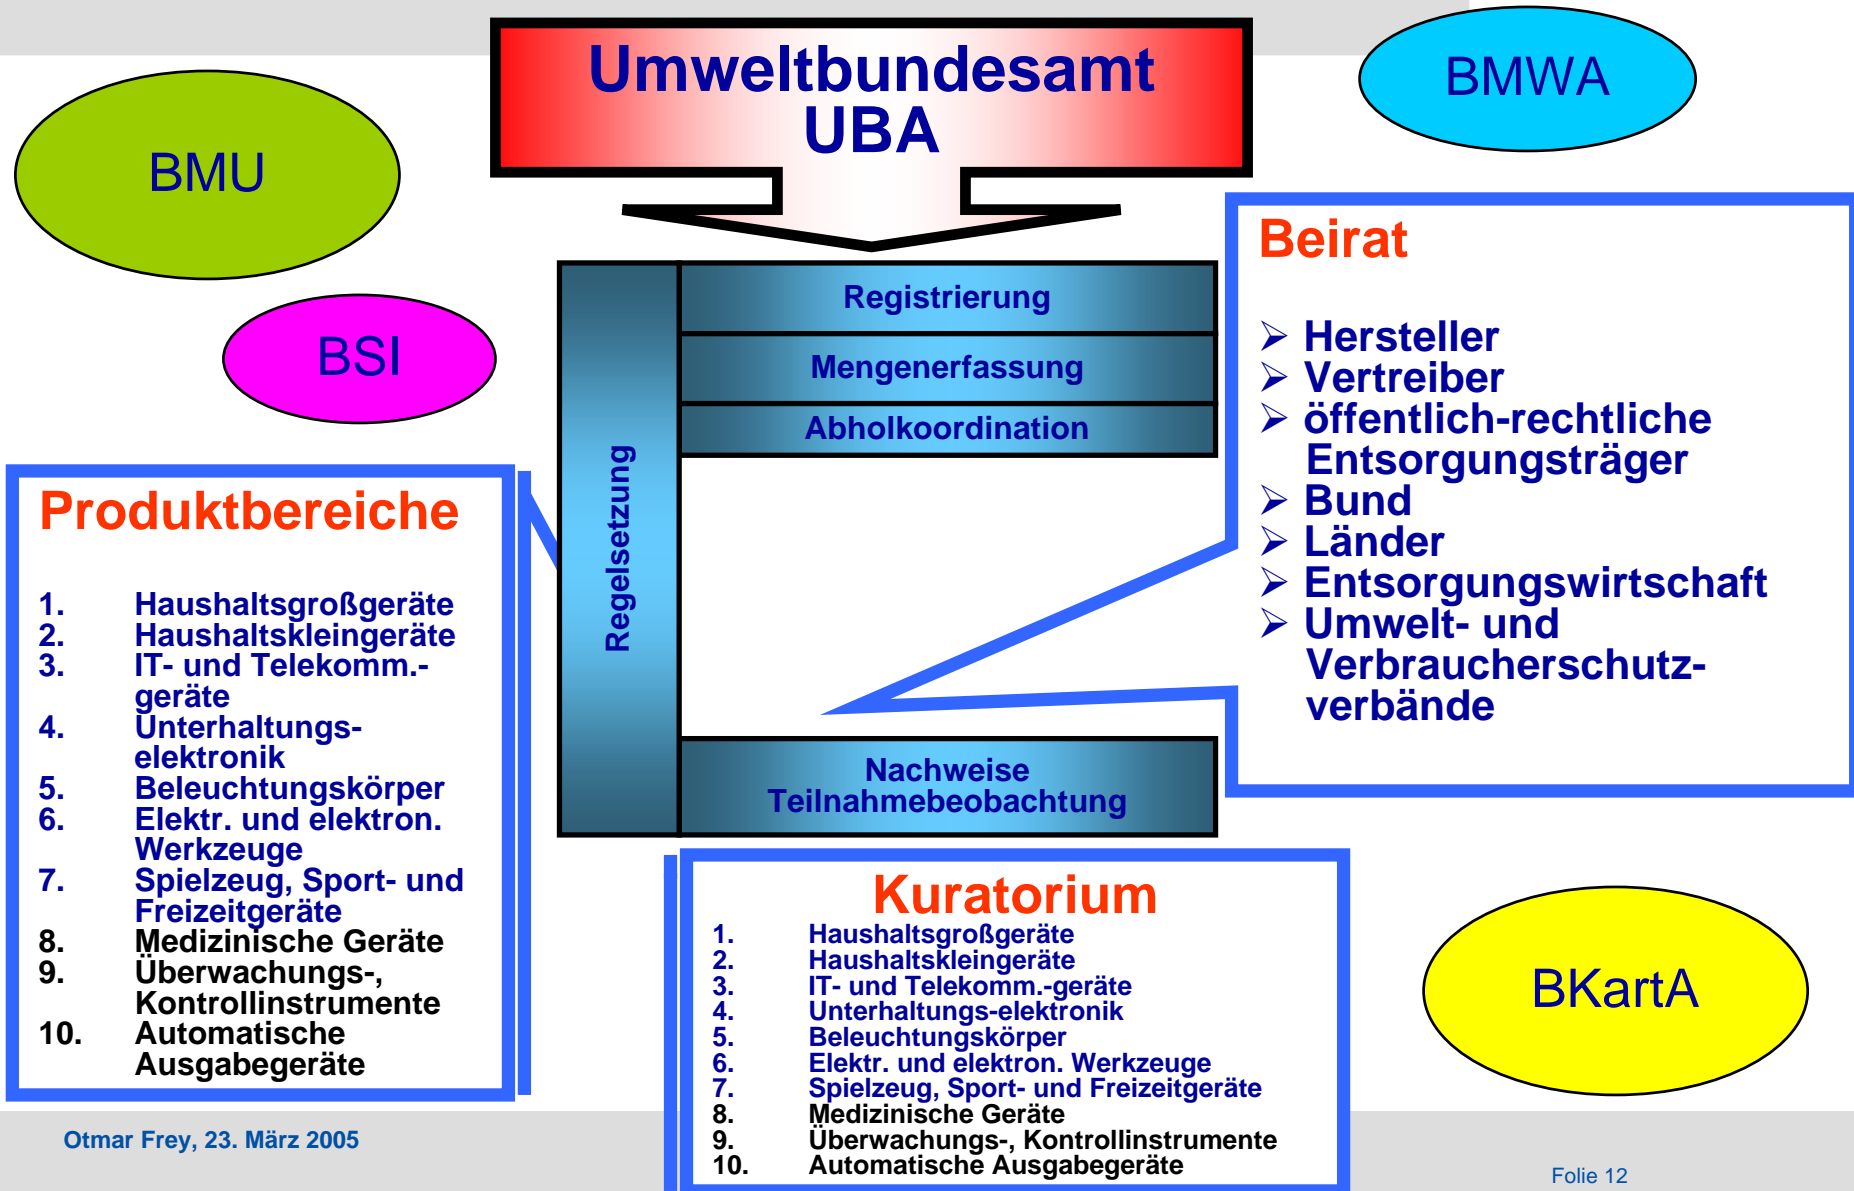 Umweltbundesamt
UBA
BMWA
BMU
BSI
Registrierung
Mengenerfassung
Abholkoordination
Regelsetzung
Nachweise
Teilnahmebeobachtung
Beirat
➢ Hersteller
➢ Vertreiber
➢ öffentlich-rechtliche
Entsorgungsträger
➢ Bund
➢ Länder
➢ Entsorgungswirtschaft
➢ Umwelt- und
Verbraucherschutz-
verbände
Produktbereiche
1. Haushaltsgroßgeräte
2. Haushaltskleingeräte
3. IT- und Telekomm.-
geräte
4. Unterhaltungs-
elektronik
5. Beleuchtungskörper
6. Elektr. und elektron.
Werkzeuge
7. Spielzeug, Sport- und
Freizeitgeräte
8. Medizinische Geräte
9. Überwachungs-,
Kontrollinstrumente
10. Automatische
Ausgabegeräte
Kuratorium
1. Haushaltsgroßgeräte
2. Haushaltskleingeräte
3. IT- und Telekomm.-geräte
4. Unterhaltungs-elektronik
5. Beleuchtungskörper
6. Elektr. und elektron. Werkzeuge
7. Spielzeug, Sport- und Freizeitgeräte
8. Medizinische Geräte
9. Überwachungs-, Kontrollinstrumente
10. Automatische Ausgabegeräte
BKartA
Otmar Frey, 23. März 2005
Folie 12